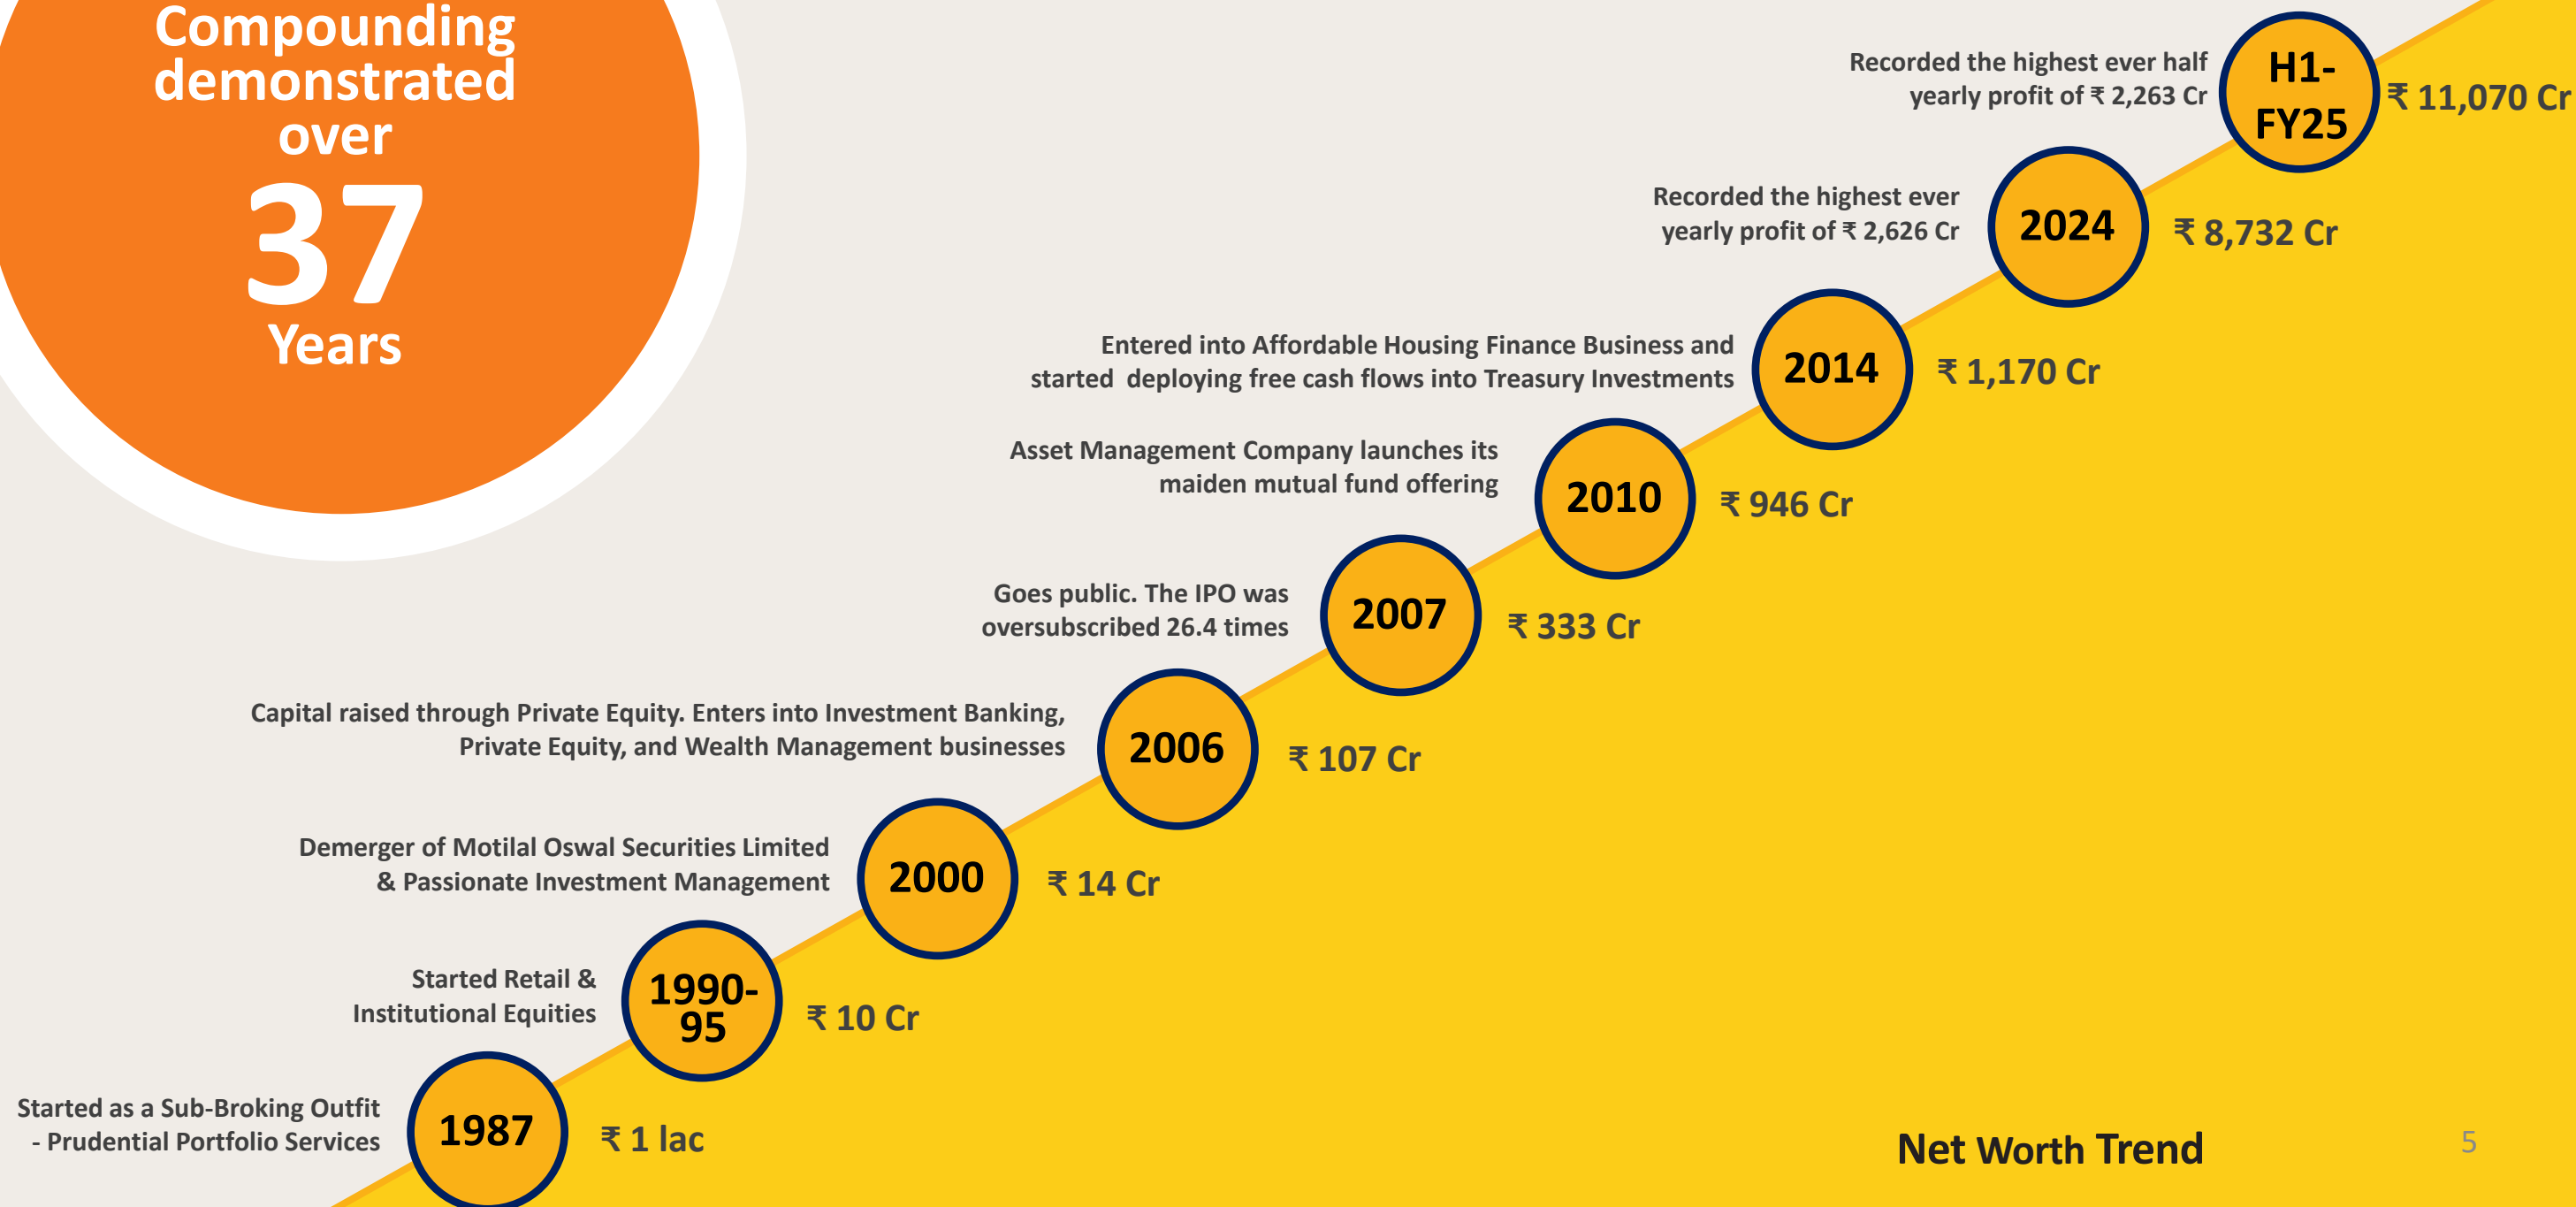 Compounding
demonstrated
over
37
Years
Recorded the highest ever half
yearly profit of ₹ 2,263 Cr
H1-
FY25
₹ 11,070 Cr
Recorded the highest ever
yearly profit of ₹ 2,626 Cr
2024
₹ 8,732 Cr
Entered into Affordable Housing Finance Business and
started  deploying free cash flows into Treasury Investments
2014
₹ 1,170 Cr
Asset Management Company launches its
maiden mutual fund offering
2010
₹ 946 Cr
Goes public. The IPO was
oversubscribed 26.4 times
2007
₹ 333 Cr
Capital raised through Private Equity. Enters into Investment Banking,
Private Equity, and Wealth Management businesses
2006
₹ 107 Cr
Demerger of Motilal Oswal Securities Limited
& Passionate Investment Management
2000
₹ 14 Cr
Started Retail &
Institutional Equities
1990-
95
₹ 10 Cr
Started as a Sub-Broking Outfit
- Prudential Portfolio Services
1987
₹ 1 lac
Net Worth Trend
5